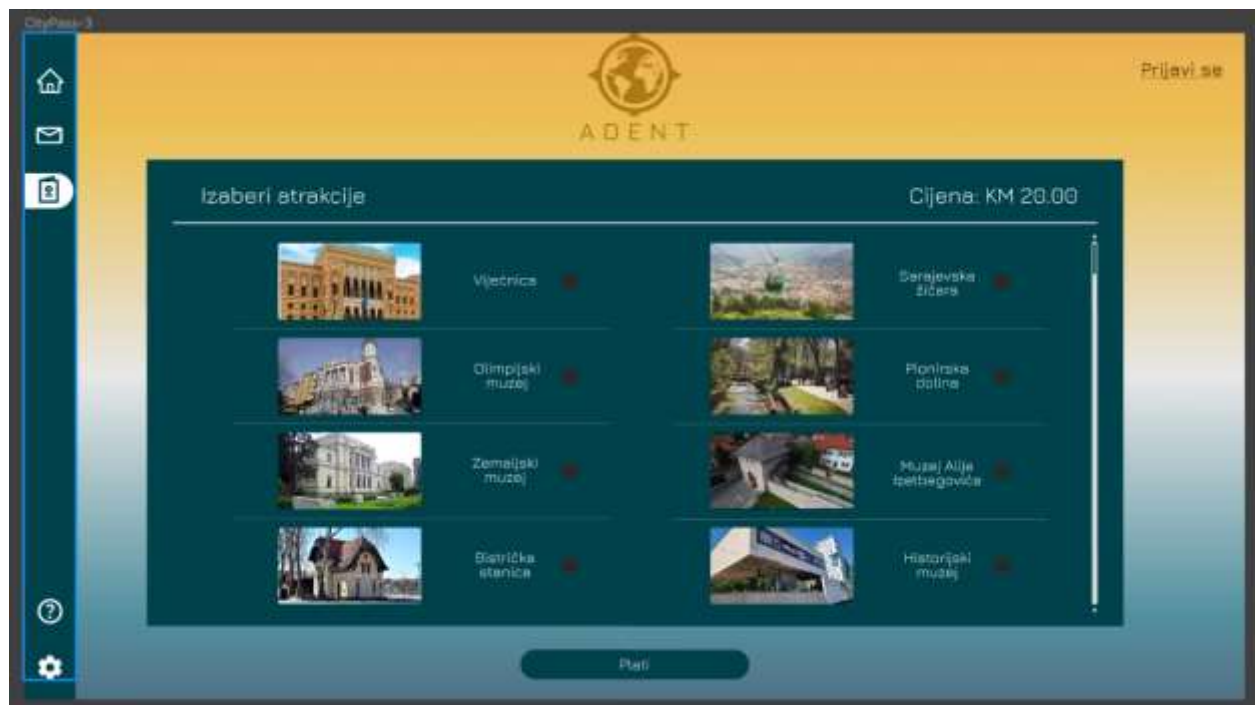 CityPass-3
Prijavi se
ADENT
Izaberi atrakcije
Cijena: KM 20.00
Vijećnica
Sarajevska
žičara
Olimpijski
muzej
Pionirska
dolina
Zemaljski
muzej
Muzej Alije
Izetbegovića
Bistrička
stanica
Historijski
muzej
Plati